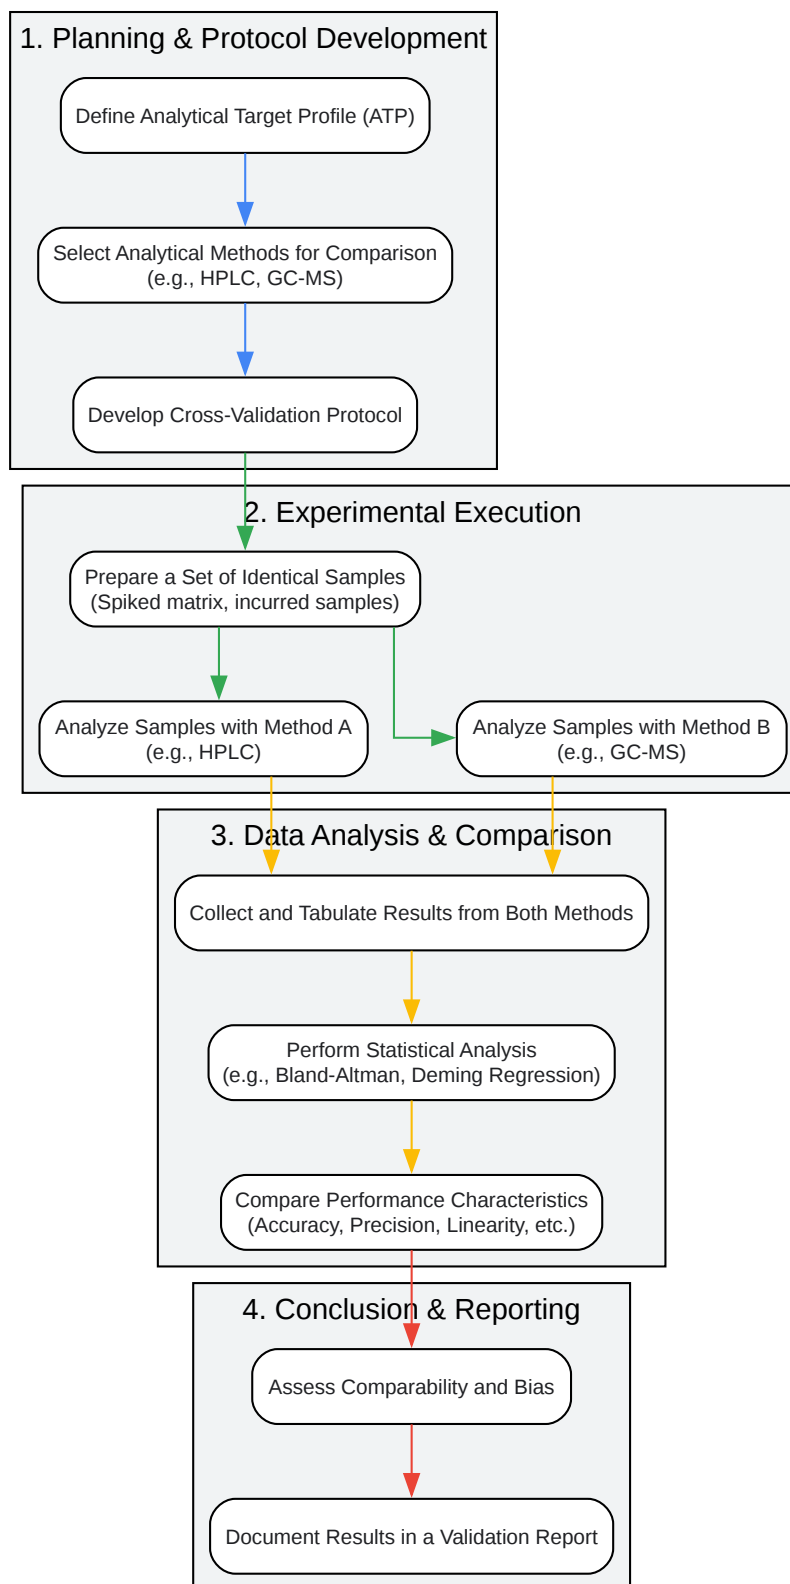 1. Planning & Protocol Development
Define Analytical Target Profile (ATP)
Select Analytical Methods for Comparison
(e.g., HPLC, GC-MS)
Develop Cross-Validation Protocol
2. Experimental Execution
Prepare a Set of Identical Samples
(Spiked matrix, incurred samples)
Analyze Samples with Method A
(e.g., HPLC)
Analyze Samples with Method B
(e.g., GC-MS)
3. Data Analysis & Comparison
Collect and Tabulate Results from Both Methods
Perform Statistical Analysis
(e.g., Bland-Altman, Deming Regression)
Compare Performance Characteristics
(Accuracy, Precision, Linearity, etc.)
4. Conclusion & Reporting
Assess Comparability and Bias
Document Results in a Validation Report